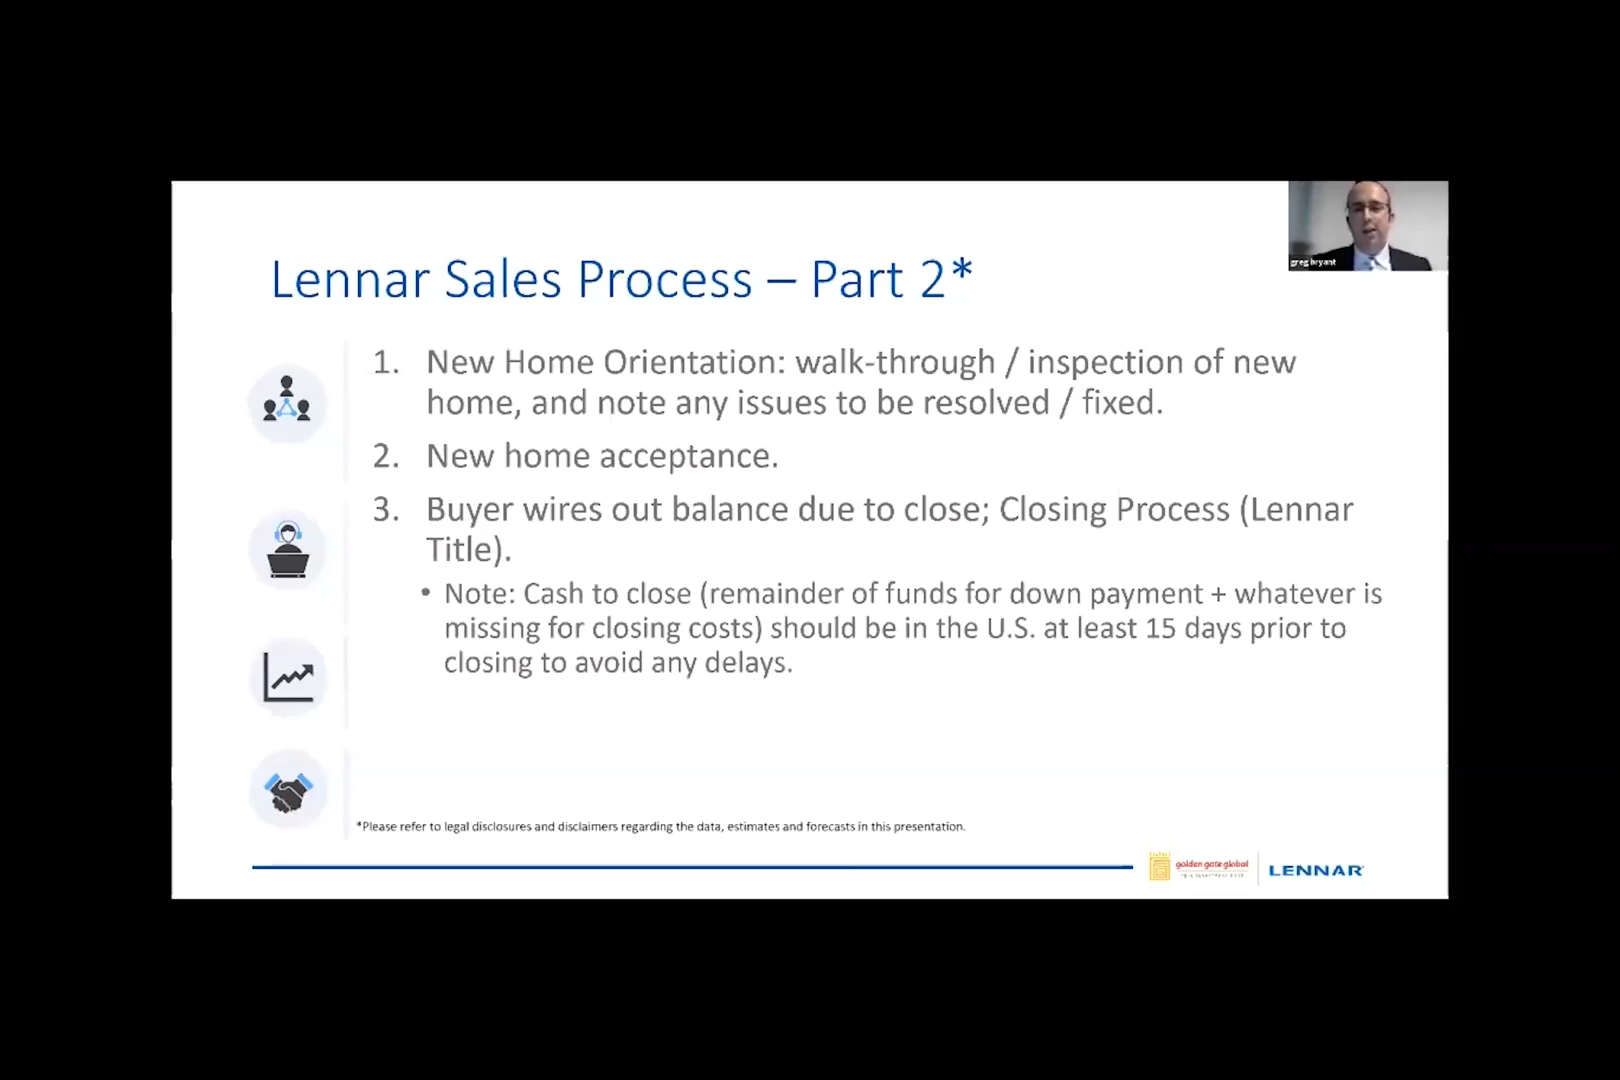 greg bryant
Lennar Sales Process – Part 2*
1. New Home Orientation: walk-through / inspection of new
home, and note any issues to be resolved / fixed.
2. New home acceptance.
3. Buyer wires out balance due to close; Closing Process (Lennar
Title).
• Note: Cash to close (remainder of funds for down payment + whatever is
missing for closing costs) should be in the U.S. at least 15 days prior to
closing to avoid any delays.
*Please refer to legal disclosures and disclaimers regarding the data, estimates and forecasts in this presentation.
golden gate global
LENNAR